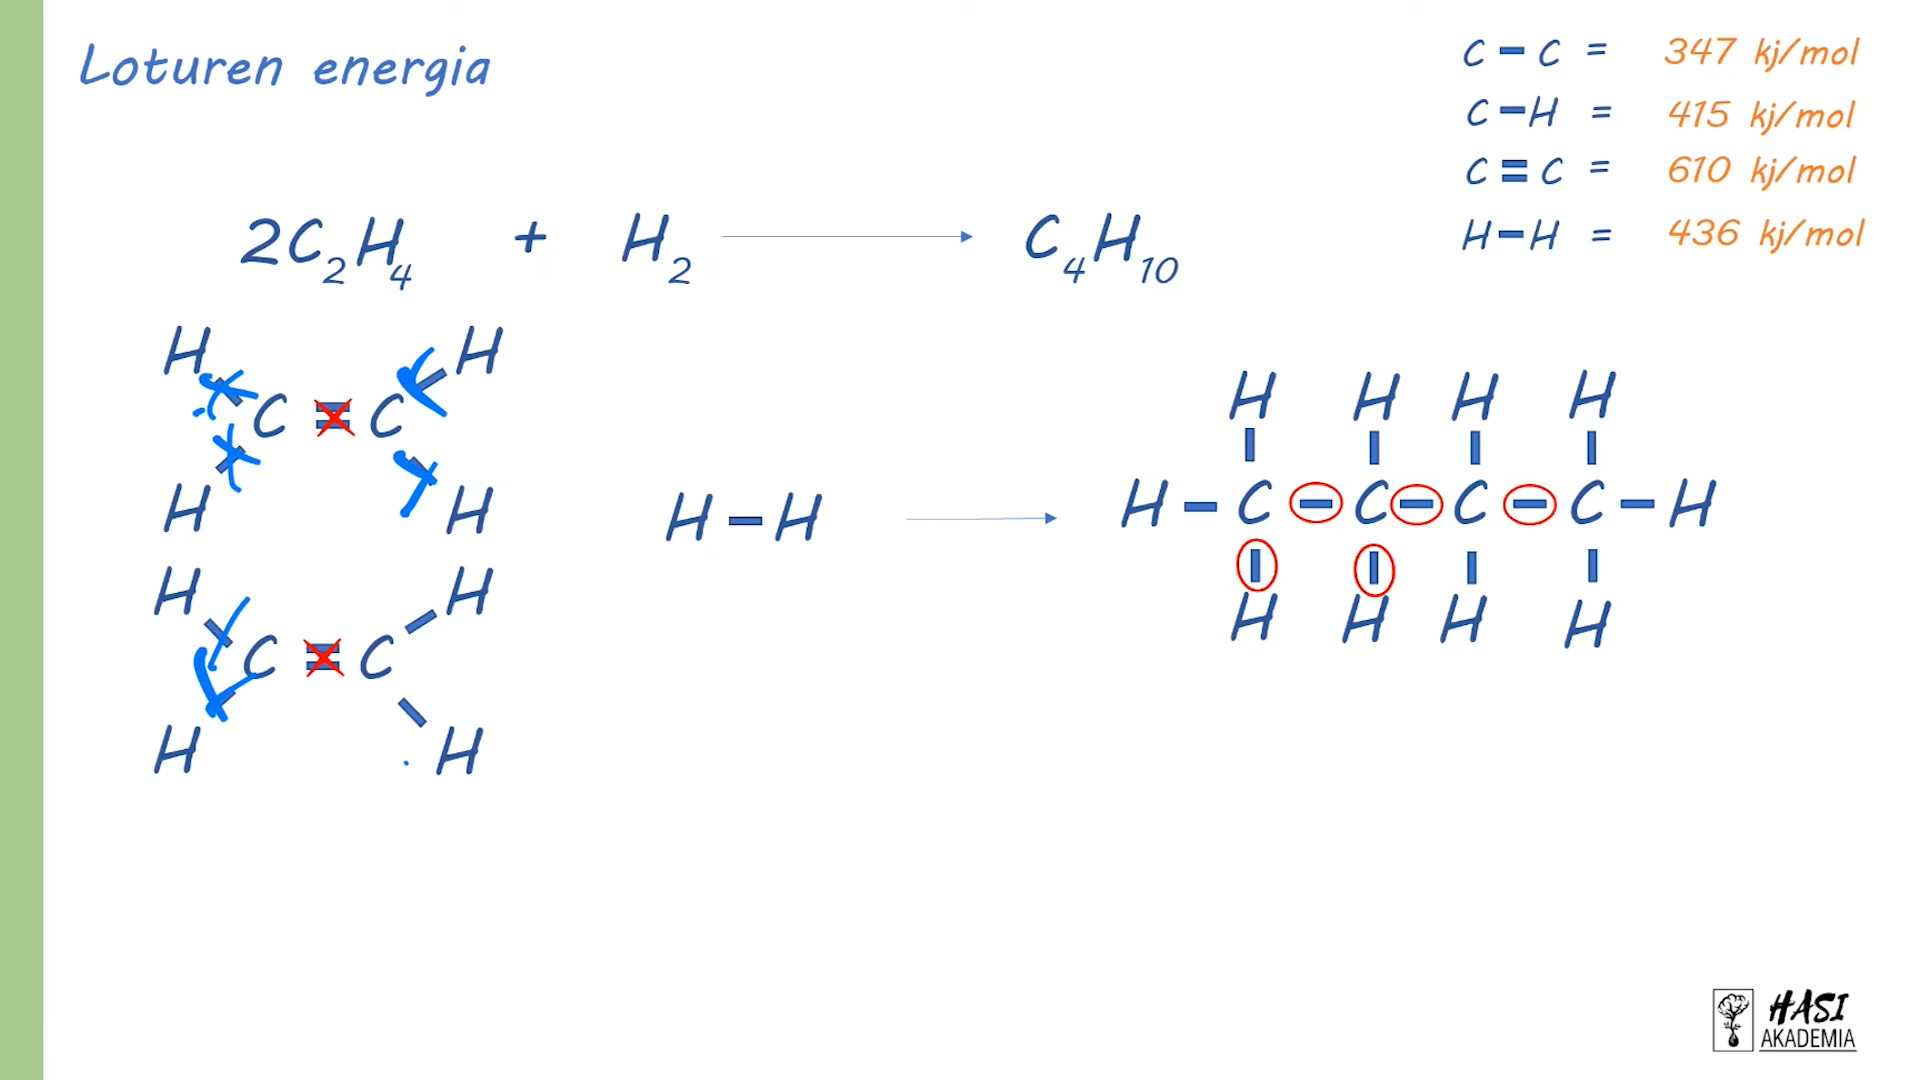 Loturen energia
C - C = 347 kj/mol
C - H = 415 kj/mol
C = C = 610 kj/mol
H - H = 436 kj/mol
2C₂H₄ + H₂ → C₄H₁₀
H H
C = C
H H
H H
C = C
H H
H - H →
H H H H
H - C - C - C - C - H
H H H H
HASI
AKADEMIA